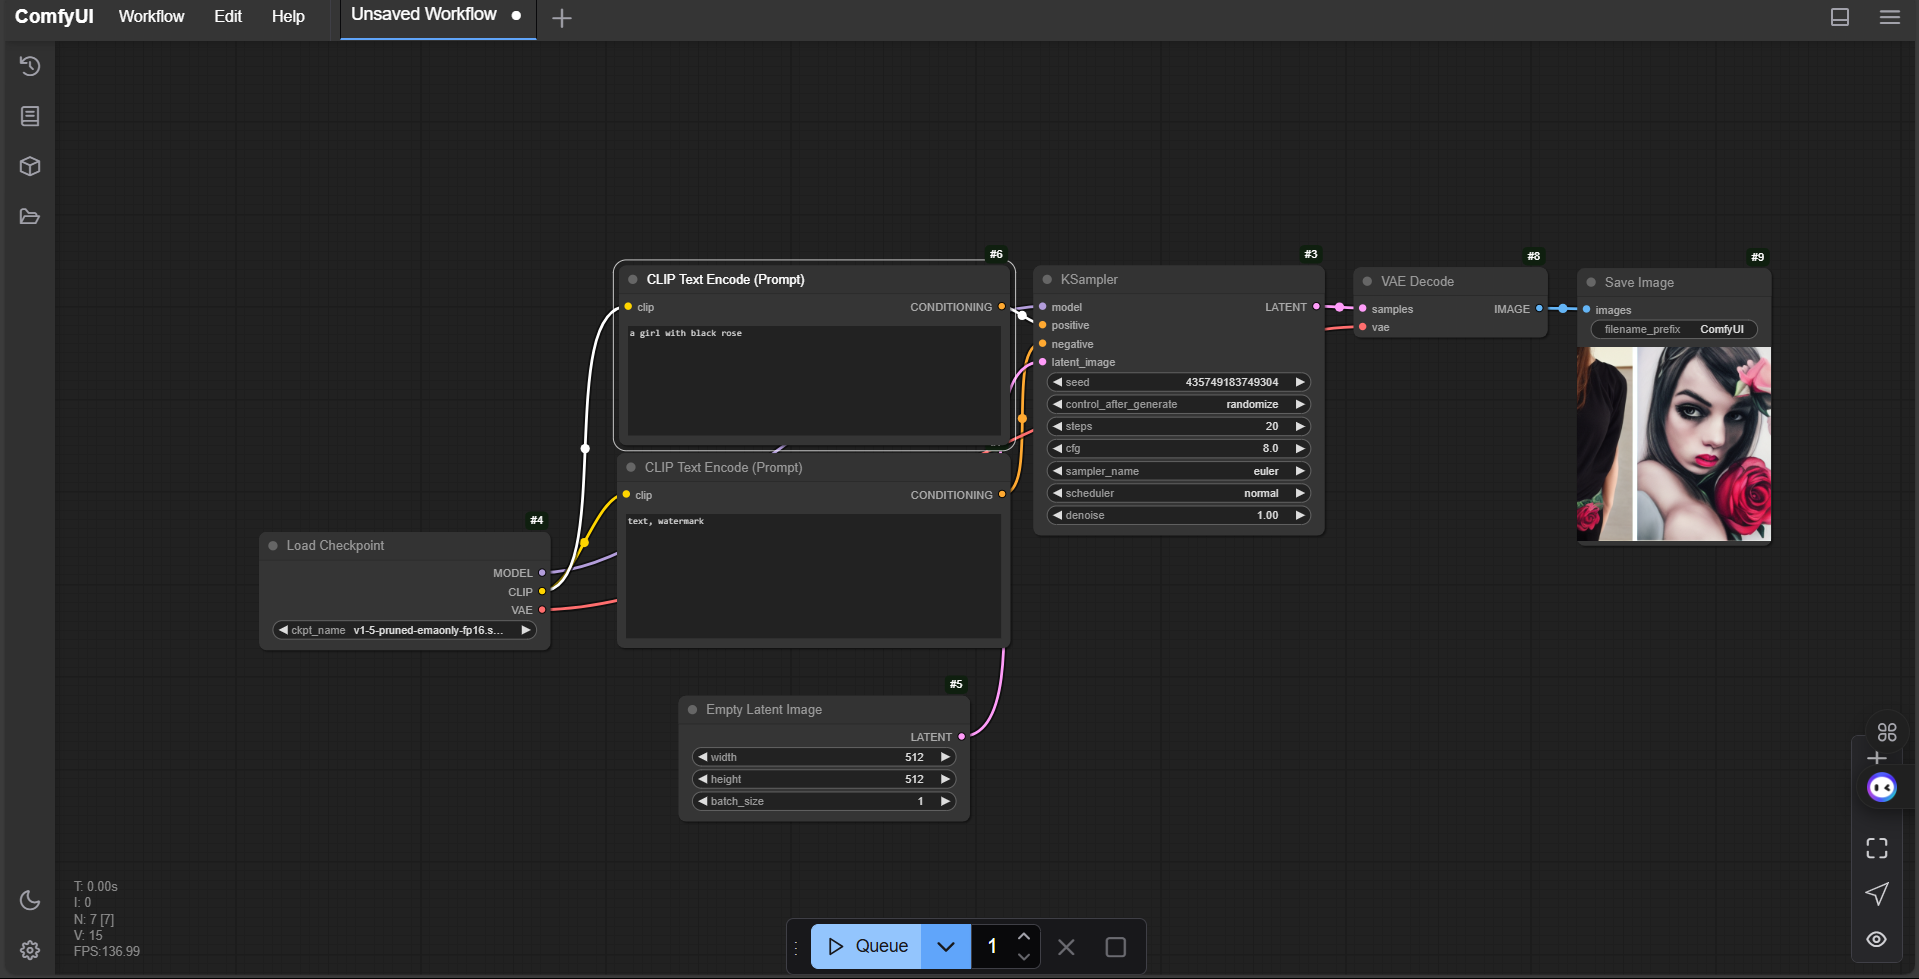 ComfyUI Workflow Edit Help Unsaved Workflow
#6
CLIP Text Encode (Prompt)
clip CONDITIONING
a girl with black rose
CLIP Text Encode (Prompt)
clip CONDITIONING
text, watermark
#4
Load Checkpoint
MODEL
CLIP
VAE
ckpt_name v1-5-pruned-emaonly-fp16.s...
#5
Empty Latent Image
LATENT
width 512
height 512
batch_size 1
#3
KSampler
model LATENT
positive
negative
latent_image
seed 435749183749304
control_after_generate randomize
steps 20
cfg 8.0
sampler_name euler
scheduler normal
denoise 1.00
#8
VAE Decode
samples IMAGE
vae
#9
Save Image
images
filename_prefix ComfyUI
T: 0.00s
I: 0
N: 7 [7]
V: 15
FPS:136.99
Queue 1